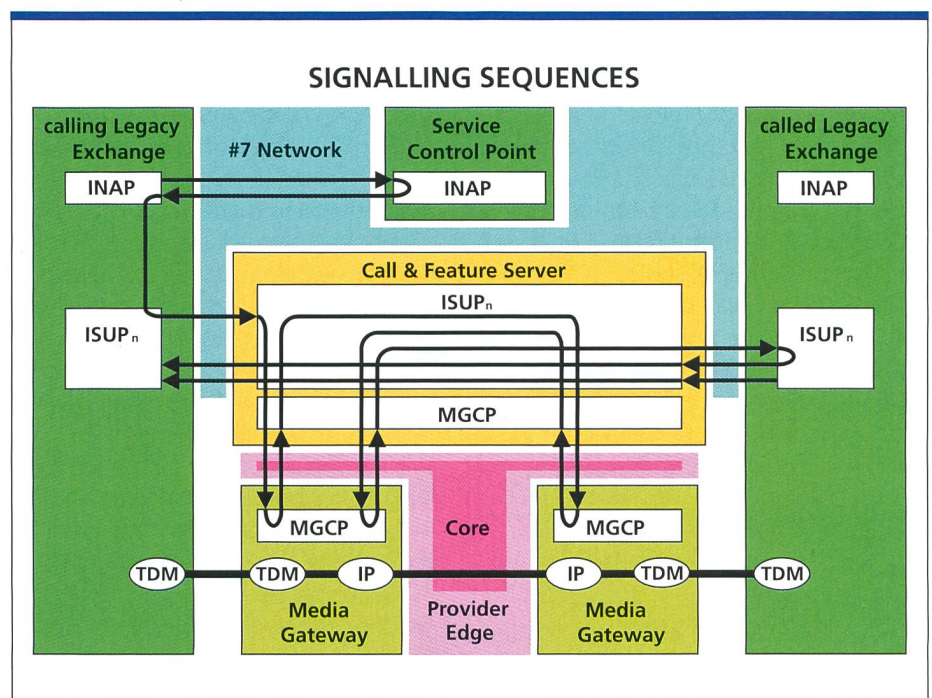 SIGNALLING SEQUENCES
calling Legacy
Exchange
#7 Network
Service
Control Point
called Legacy
Exchange
INAP
INAP
INAP
Call & Feature Server
ISUPn
ISUPn
ISUPn
MGCP
MGCP
Core
MGCP
TDM
TDM
IP
IP
TDM
TDM
Media
Gateway
Provider
Edge
Media
Gateway